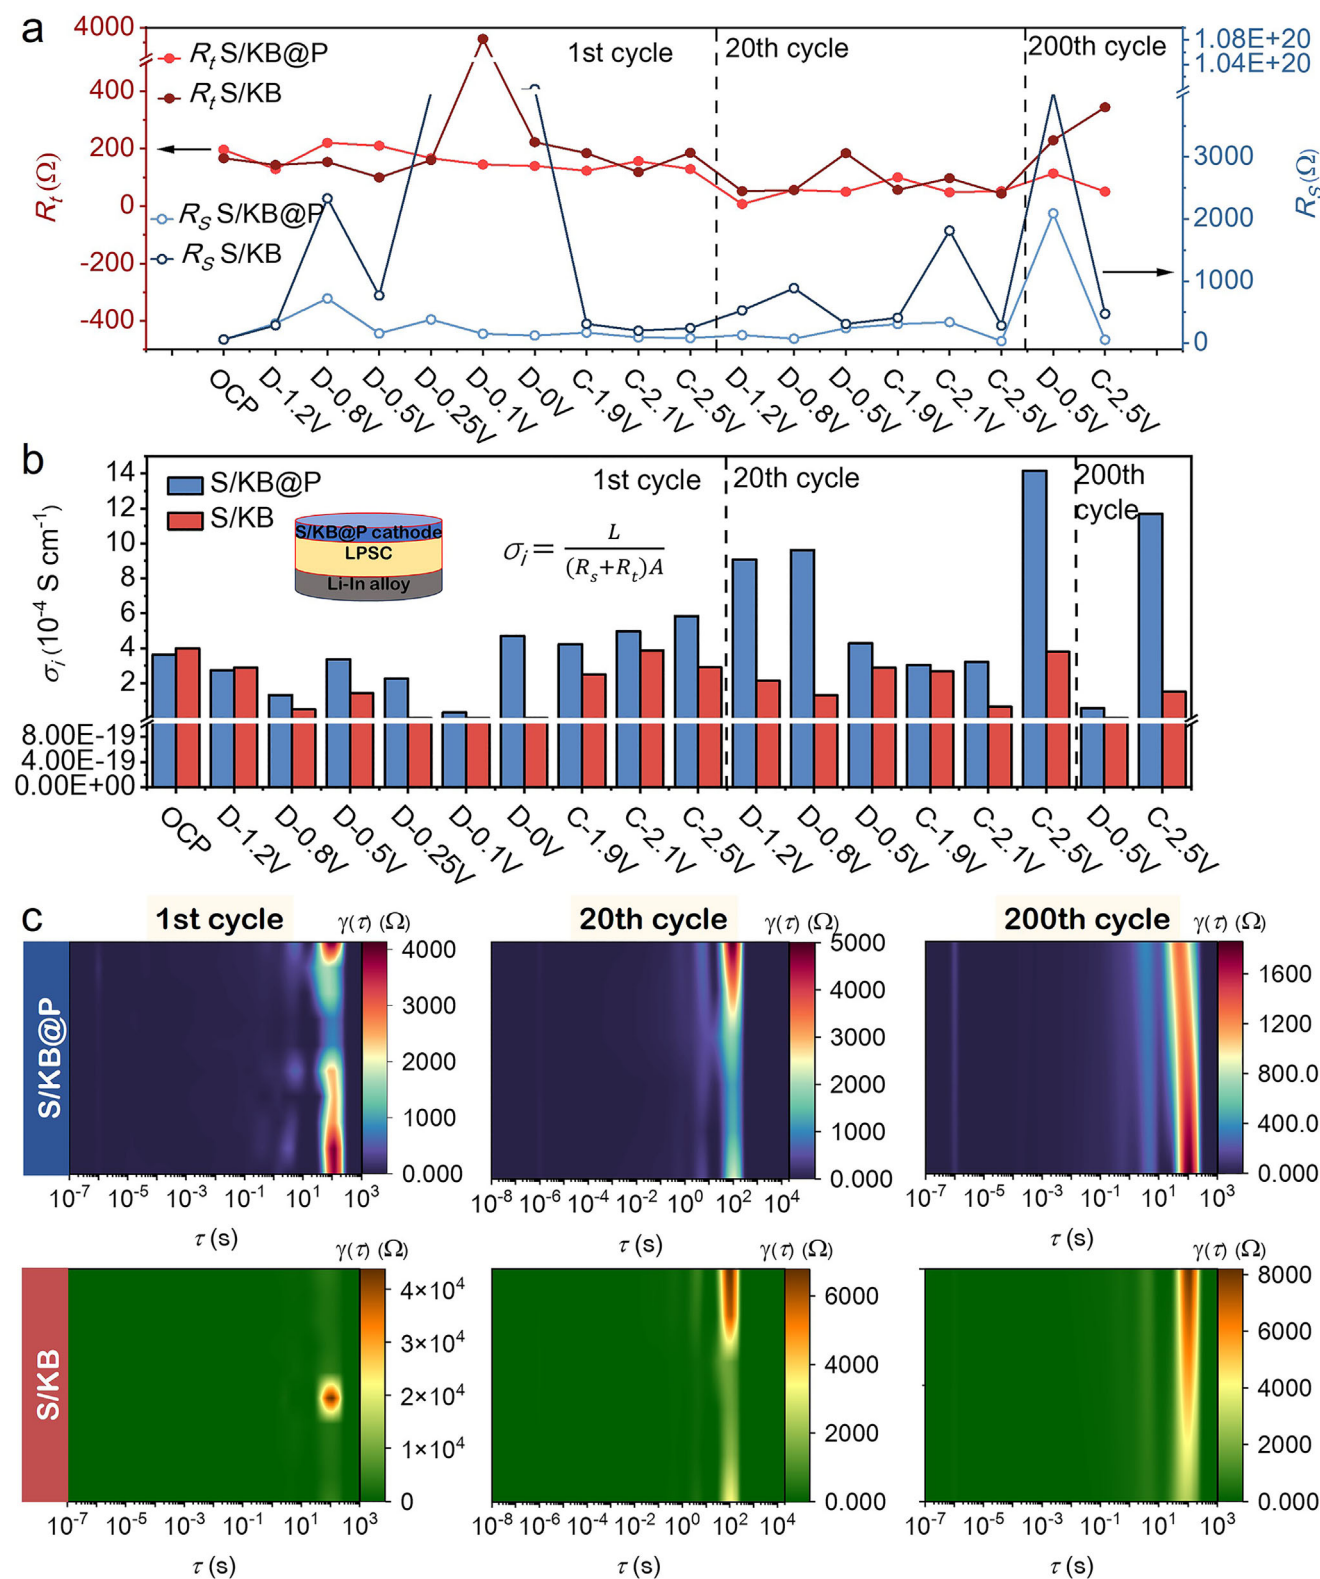 a
4000
400
200
0
-200
-400
Rt (Ω)
Rt S/KB@P
Rt S/KB
RS S/KB@P
RS S/KB
1st cycle
20th cycle
200th cycle
1.08E+20
1.04E+20
3000
2000
1000
0
RS (Ω)
OCP
D-1.2V
D-0.8V
D-0.5V
D-0.25V
D-0.1V
D-0V
C-1.9V
C-2.1V
C-2.5V
D-1.2V
D-0.8V
D-0.5V
C-1.9V
C-2.1V
C-2.5V
D-0.5V
C-2.5V
b
14
12
10
8
6
4
2
8.00E-19
4.00E-19
0.00E+00
σi (10⁻⁴ S cm⁻¹)
S/KB@P
S/KB
S/KB@P cathode
LPSC
Li-In alloy
σi = L / (Rs+Rt)A
1st cycle
20th cycle
200th
cycle
OCP
D-1.2V
D-0.8V
D-0.5V
D-0.25V
D-0.1V
D-0V
C-1.9V
C-2.1V
C-2.5V
D-1.2V
D-0.8V
D-0.5V
C-1.9V
C-2.1V
C-2.5V
D-0.5V
C-2.5V
c
1st cycle
γ(τ) (Ω)
20th cycle
γ(τ) (Ω)
200th cycle
γ(τ) (Ω)
S/KB@P
4000
3000
2000
1000
0.000
5000
4000
3000
2000
1000
0.000
1600
1200
800.0
400.0
0.000
10⁻⁷ 10⁻⁵ 10⁻³ 10⁻¹ 10¹ 10³
10⁻⁸ 10⁻⁶ 10⁻⁴ 10⁻² 10⁰ 10² 10⁴
10⁻⁷ 10⁻⁵ 10⁻³ 10⁻¹ 10¹ 10³
τ (s)
τ (s)
τ (s)
γ(τ) (Ω)
γ(τ) (Ω)
γ(τ) (Ω)
S/KB
4×10⁴
3×10⁴
2×10⁴
1×10⁴
0
6000
4000
2000
0.000
8000
6000
4000
2000
0.000
10⁻⁷ 10⁻⁵ 10⁻³ 10⁻¹ 10¹ 10³
10⁻⁸ 10⁻⁶ 10⁻⁴ 10⁻² 10⁰ 10² 10⁴
10⁻⁷ 10⁻⁵ 10⁻³ 10⁻¹ 10¹ 10³
τ (s)
τ (s)
τ (s)